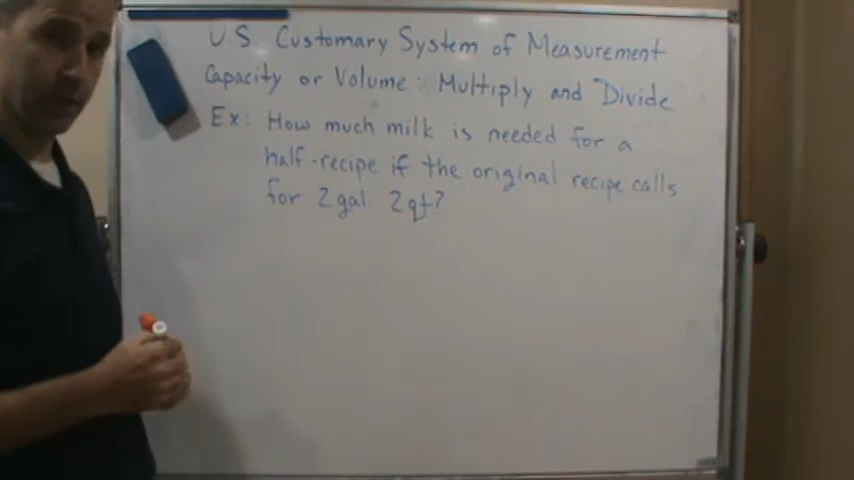 U.S. Customary System of Measurement
Capacity or Volume: Multiply and Divide
Ex: How much milk is needed for a
half-recipe if the original recipe calls
for 2 gal 2 qt?